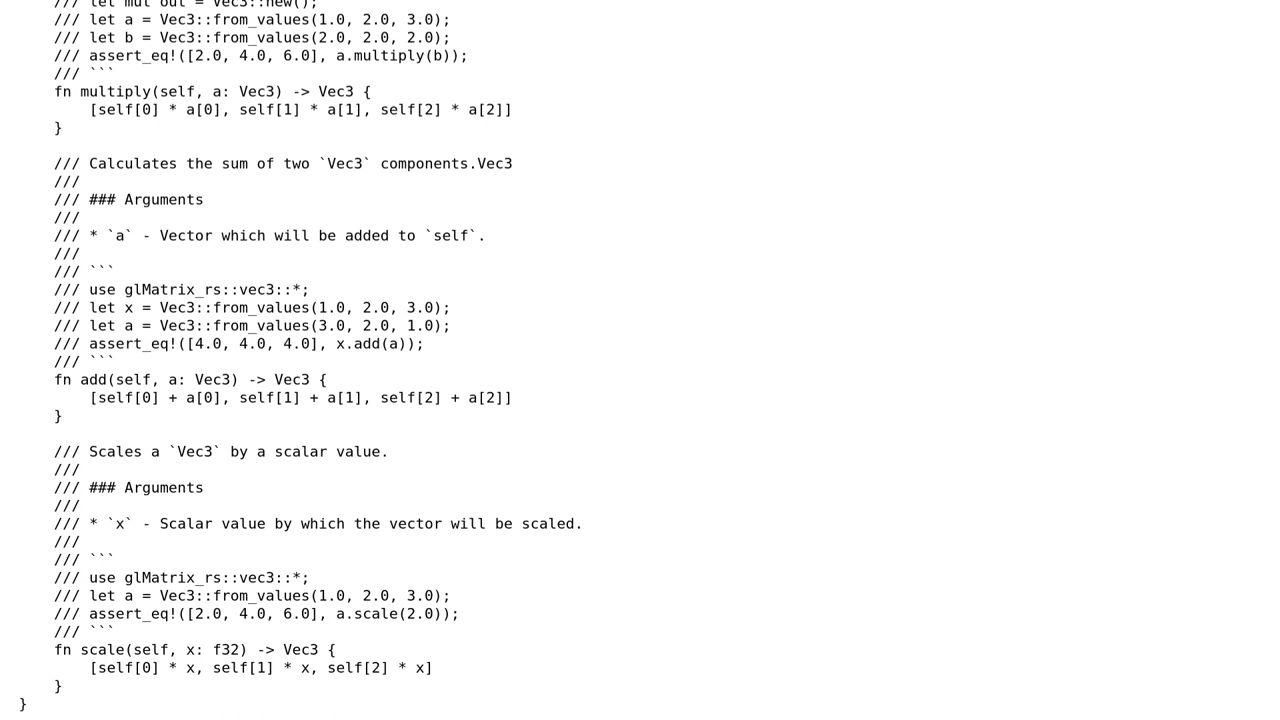 /// let mut out = Vec3::new();
/// let a = Vec3::from_values(1.0, 2.0, 3.0);
/// let b = Vec3::from_values(2.0, 2.0, 2.0);
/// assert_eq!([2.0, 4.0, 6.0], a.multiply(b));
/// ```
fn multiply(self, a: Vec3) -> Vec3 {
[self[0] * a[0], self[1] * a[1], self[2] * a[2]]
}
/// Calculates the sum of two `Vec3` components.Vec3
///
/// ### Arguments
///
/// * `a` - Vector which will be added to `self`.
///
/// ```
/// use glMatrix_rs::vec3::*;
/// let x = Vec3::from_values(1.0, 2.0, 3.0);
/// let a = Vec3::from_values(3.0, 2.0, 1.0);
/// assert_eq!([4.0, 4.0, 4.0], x.add(a));
/// ```
fn add(self, a: Vec3) -> Vec3 {
[self[0] + a[0], self[1] + a[1], self[2] + a[2]]
}
/// Scales a `Vec3` by a scalar value.
///
/// ### Arguments
///
/// * `x` - Scalar value by which the vector will be scaled.
///
/// ```
/// use glMatrix_rs::vec3::*;
/// let a = Vec3::from_values(1.0, 2.0, 3.0);
/// assert_eq!([2.0, 4.0, 6.0], a.scale(2.0));
/// ```
fn scale(self, x: f32) -> Vec3 {
[self[0] * x, self[1] * x, self[2] * x]
}
}